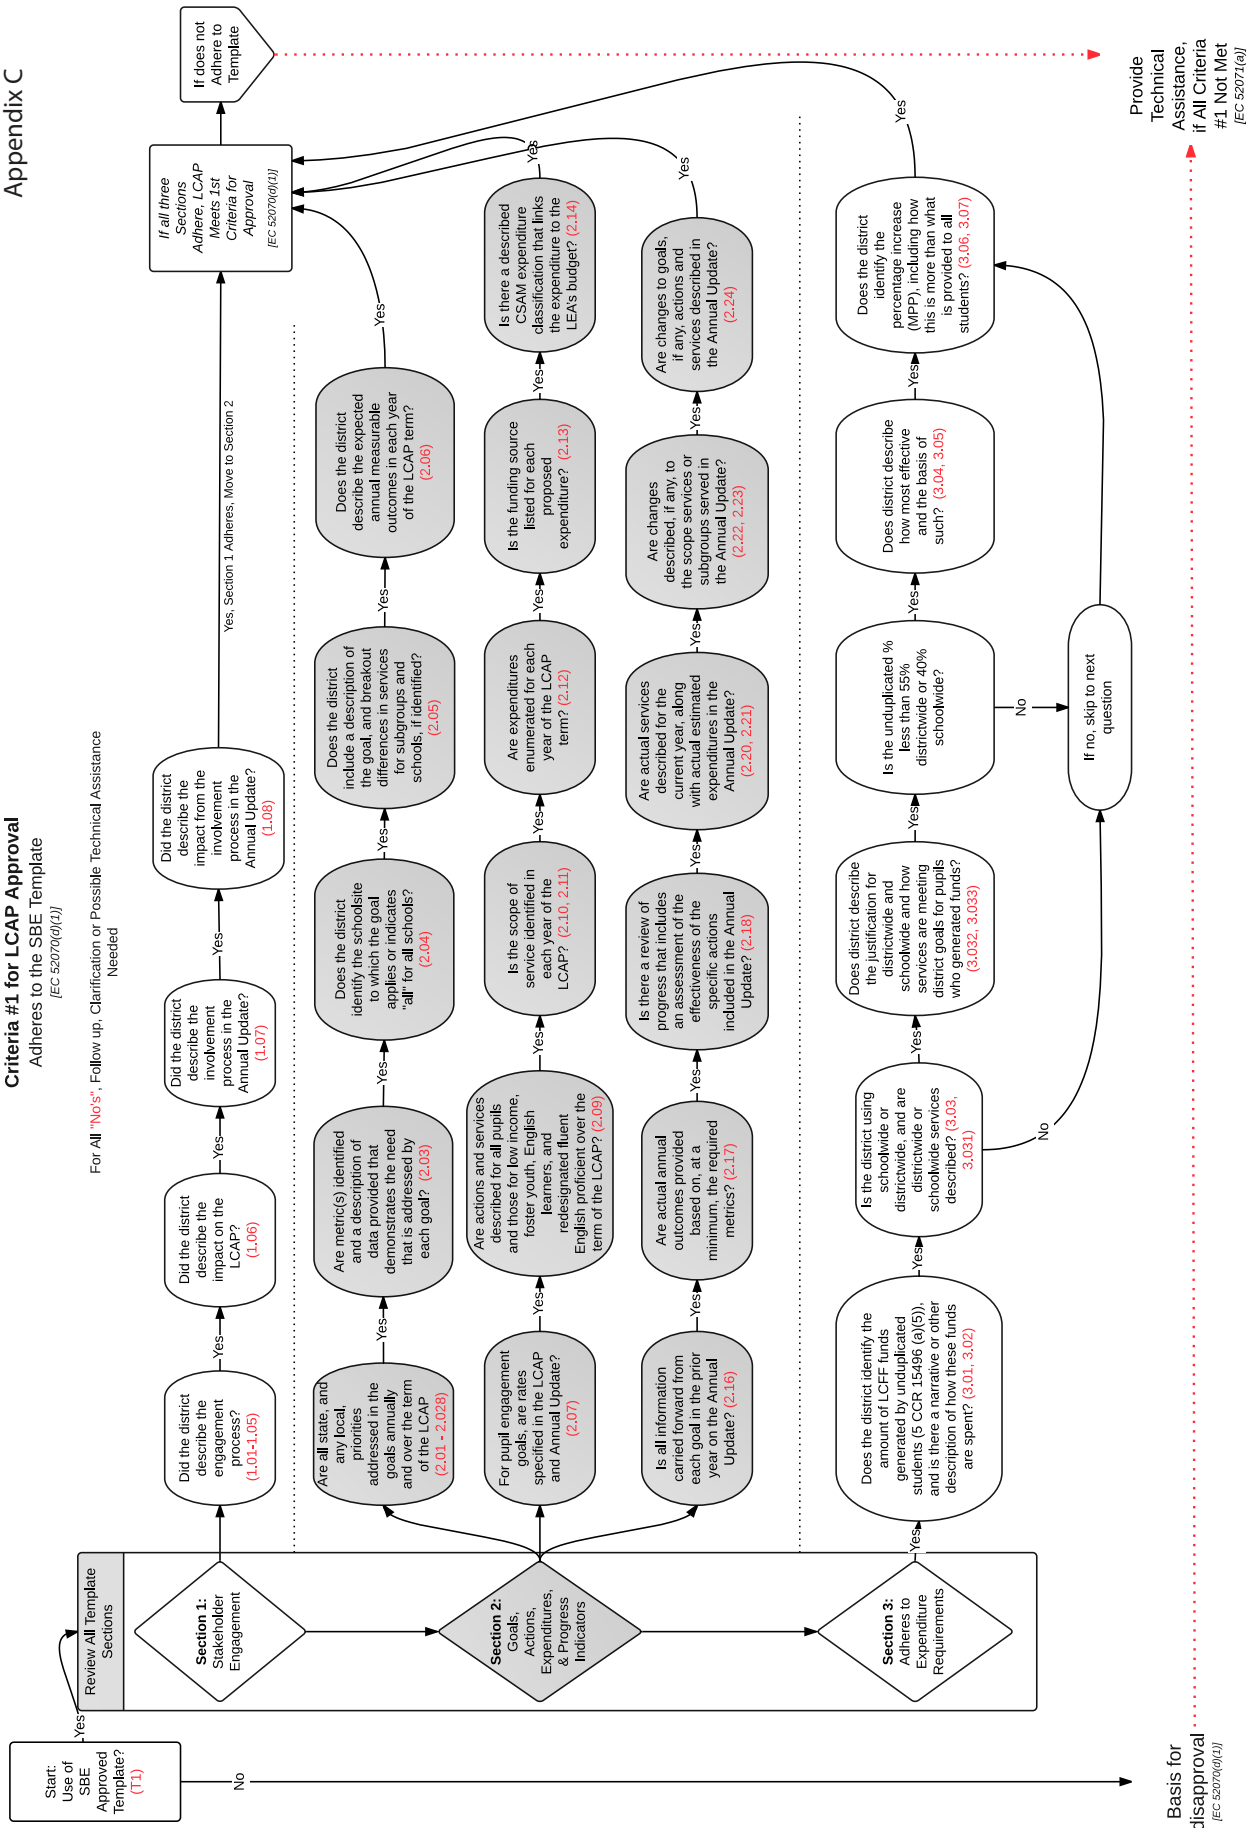 Appendix C
Criteria #1 for LCAP Approval
Adheres to the SBE Template
[EC 52070(d)(1)]
For All "No's", Follow up, Clarification or Possible Technical Assistance
Needed
Start:
Use of
SBE
Approved
Template?
(T1)
Yes
No
Review All Template
Sections
Section 1:
Stakeholder
Engagement
Did the district
describe the
engagement
process?
(1.01-1.05)
Yes
Did the district
describe the
impact on the
LCAP?
(1.06)
Yes
Did the district
describe the
involvement
process in the
Annual Update?
(1.07)
Yes
Did the district
describe the
impact from the
involvement
process in the
Annual Update?
(1.08)
Yes, Section 1 Adheres, Move to Section 2
If all three
Sections
Adhere, LCAP
Meets 1st
Criteria for
Approval
[EC 52070(d)(1)]
If does not
Adhere to
Template
Section 2:
Goals,
Actions,
Expenditures,
& Progress
Indicators
Are all state, and
any local,
priorities
addressed in the
goals annually
and over the term
of the LCAP
(2.01 - 2.028)
Yes
Are metric(s) identified
and a description of
data provided that
demonstrates the need
that is addressed by
each goal? (2.03)
Yes
Does the district
identify the schoolsite
to which the goal
applies or indicates
"all" for all schools?
(2.04)
Yes
Does the district
include a description of
the goal, and breakout
differences in services
for subgroups and
schools, if identified?
(2.05)
Yes
Does the district
describe the expected
annual measurable
outcomes in each year
of the LCAP term?
(2.06)
Yes
For pupil engagement
goals, are rates
specified in the LCAP
and Annual Update?
(2.07)
Yes
Are actions and services
described for all pupils
and those for low income,
foster youth, English
learners, and
redesignated fluent
English proficient over the
term of the LCAP? (2.09)
Yes
Is the scope of
service identified in
each year of the
LCAP? (2.10, 2.11)
Yes
Are expenditures
enumerated for each
year of the LCAP
term? (2.12)
Yes
Is the funding source
listed for each
proposed
expenditure? (2.13)
Yes
Is there a described
CSAM expenditure
classification that links
the expenditure to the
LEA's budget? (2.14)
Yes
Is all information
carried forward from
each goal in the prior
year on the Annual
Update? (2.16)
Yes
Are actual annual
outcomes provided
based on, at a
minimum, the required
metrics? (2.17)
Yes
Is there a review of
progress that includes
an assessment of the
effectiveness of the
specific actions
included in the Annual
Update? (2.18)
Yes
Are actual services
described for the
current year, along
with actual estimated
expenditures in the
Annual Update?
(2.20, 2.21)
Yes
Are changes
described, if any, to
the scope services or
subgroups served in
the Annual Update?
(2.22, 2.23)
Yes
Are changes to goals,
if any, actions and
services described in
the Annual Update?
(2.24)
Yes
Section 3:
Adheres to
Expenditure
Requirements
Yes
Does the district identify the
amount of LCFF funds
generated by unduplicated
students (5 CCR 15496 (a)(5)),
and is there a narrative or other
description of how these funds
are spent? (3.01, 3.02)
Yes
Is the district using
schoolwide or
districtwide, and are
districtwide or
schoolwide services
described? (3.03,
3.031)
Yes
No
Does district describe
the justification for
districtwide and
schoolwide and how
services are meeting
district goals for pupils
who generated funds?
(3.032, 3.033)
Yes
Is the unduplicated %
less than 55%
districtwide or 40%
schoolwide?
Yes
No
If no, skip to next
question
Does district describe
how most effective
and the basis of
such? (3.04, 3.05)
Yes
Does the district
identify the
percentage increase
(MPP), including how
this is more than what
is provided to all
students? (3.06, 3.07)
Yes
Basis for
disapproval
[EC 52070(d)(1)]
Provide
Technical
Assistance,
if All Criteria
#1 Not Met
[EC 52071(a)]